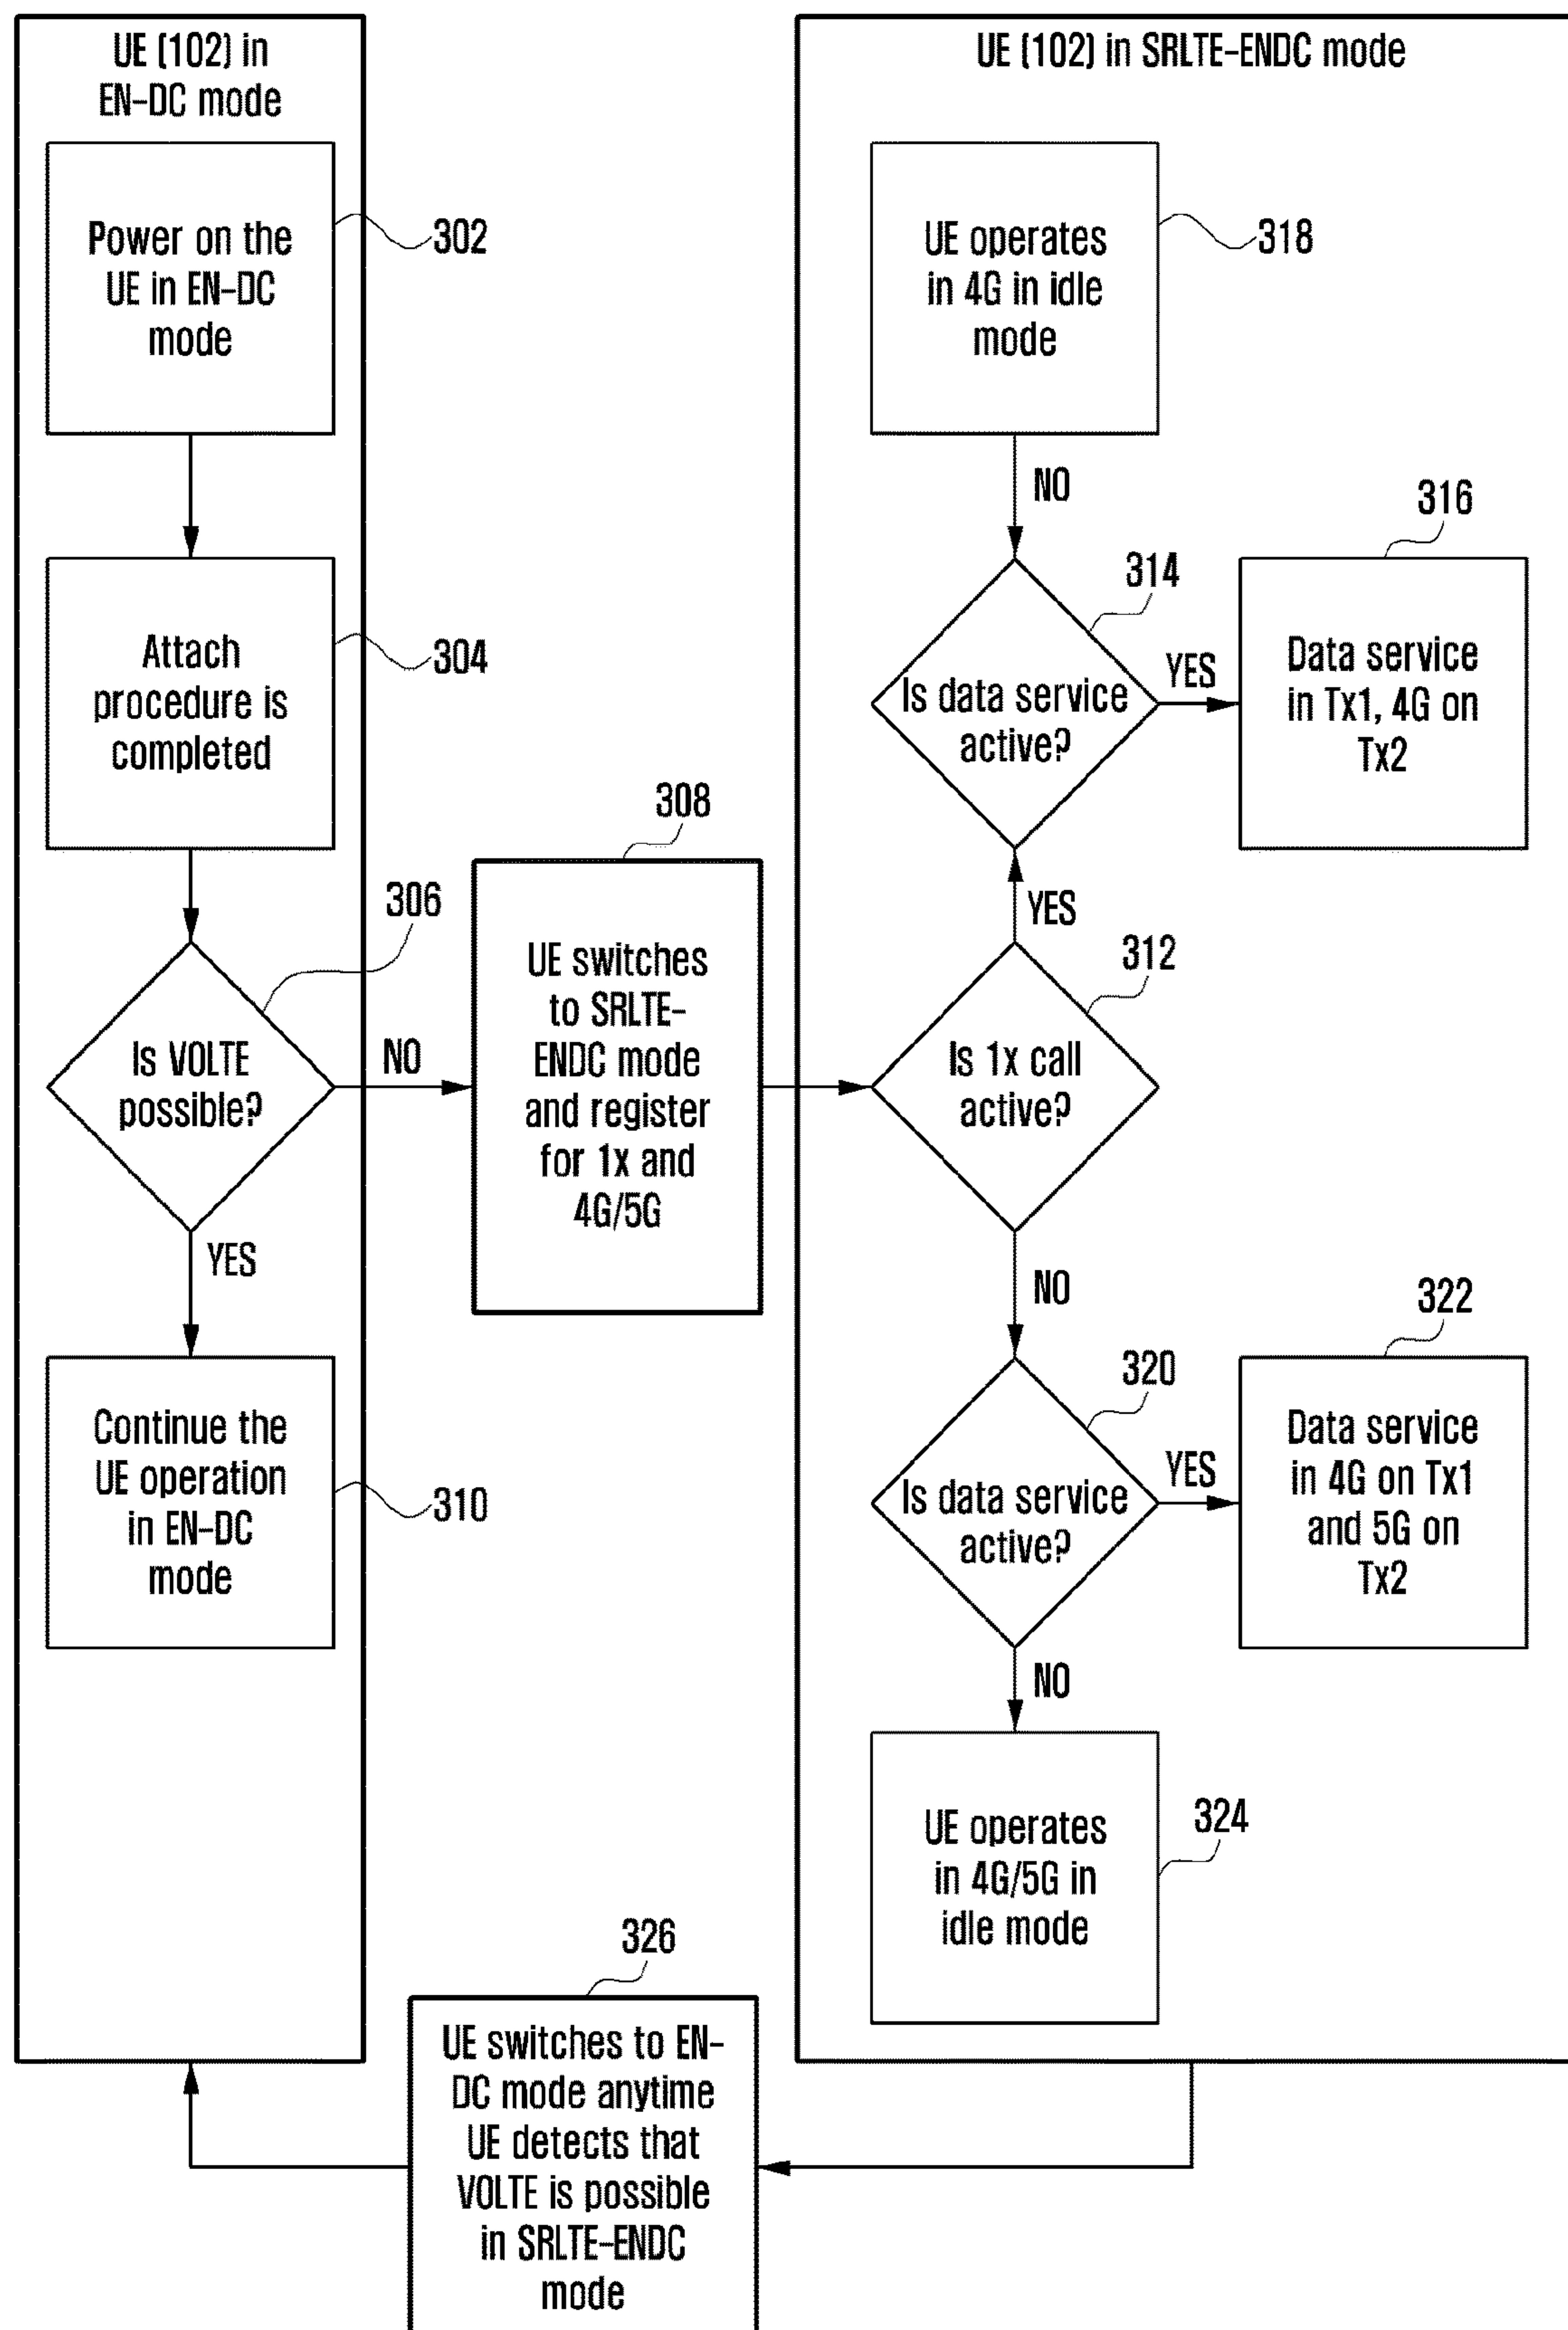 UE (102) in
EN-DC mode
Power on the
UE in EN-DC
mode
302
Attach
procedure is
completed
304
306
Is VOLTE
possible?
NO
YES
Continue the
UE operation
in EN-DC
mode
310
308
UE switches
to SRLTE-
ENDC mode
and register
for 1x and
4G/5G
UE (102) in SRLTE-ENDC mode
UE operates
in 4G in idle
mode
318
NO
314
Is data service
active?
YES
316
Data service
in Tx1, 4G on
Tx2
YES
312
Is 1x call
active?
NO
320
Is data service
active?
YES
322
Data service
in 4G on Tx1
and 5G on
Tx2
NO
UE operates
in 4G/5G in
idle mode
324
326
UE switches to EN-
DC mode anytime
UE detects that
VOLTE is possible
in SRLTE-ENDC
mode